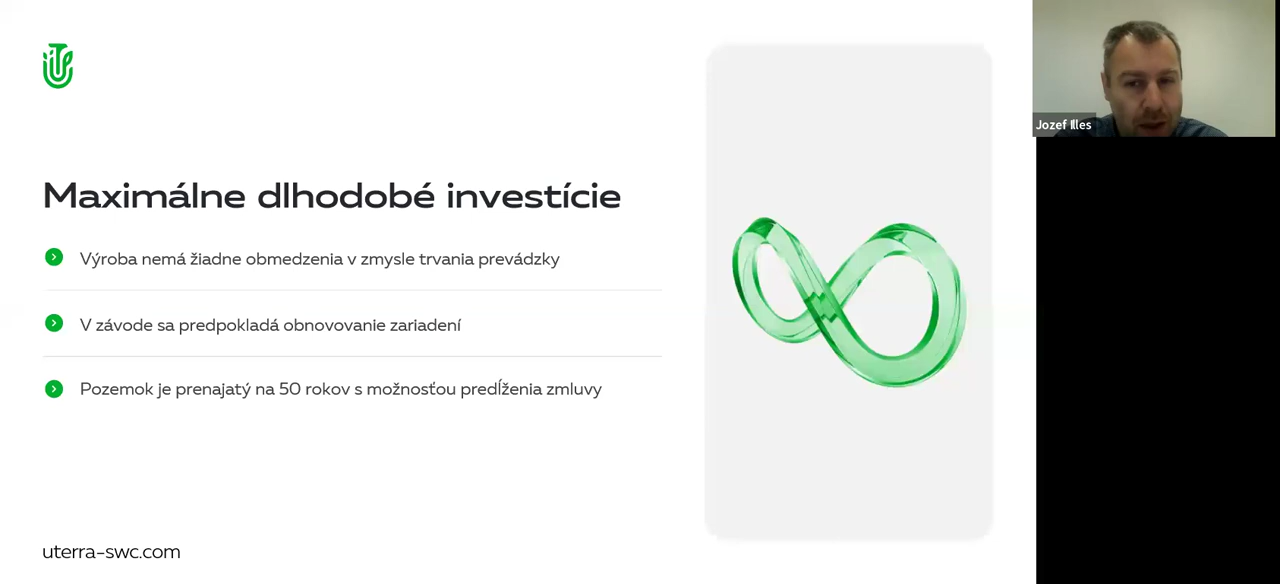 Maximálne dlhodobé investície
Výroba nemá žiadne obmedzenia v zmysle trvania prevádzky
V závode sa predpokladá obnovovanie zariadení
Pozemok je prenajatý na 50 rokov s možnosťou predĺženia zmluvy
uterra-swc.com
Jozef Illes